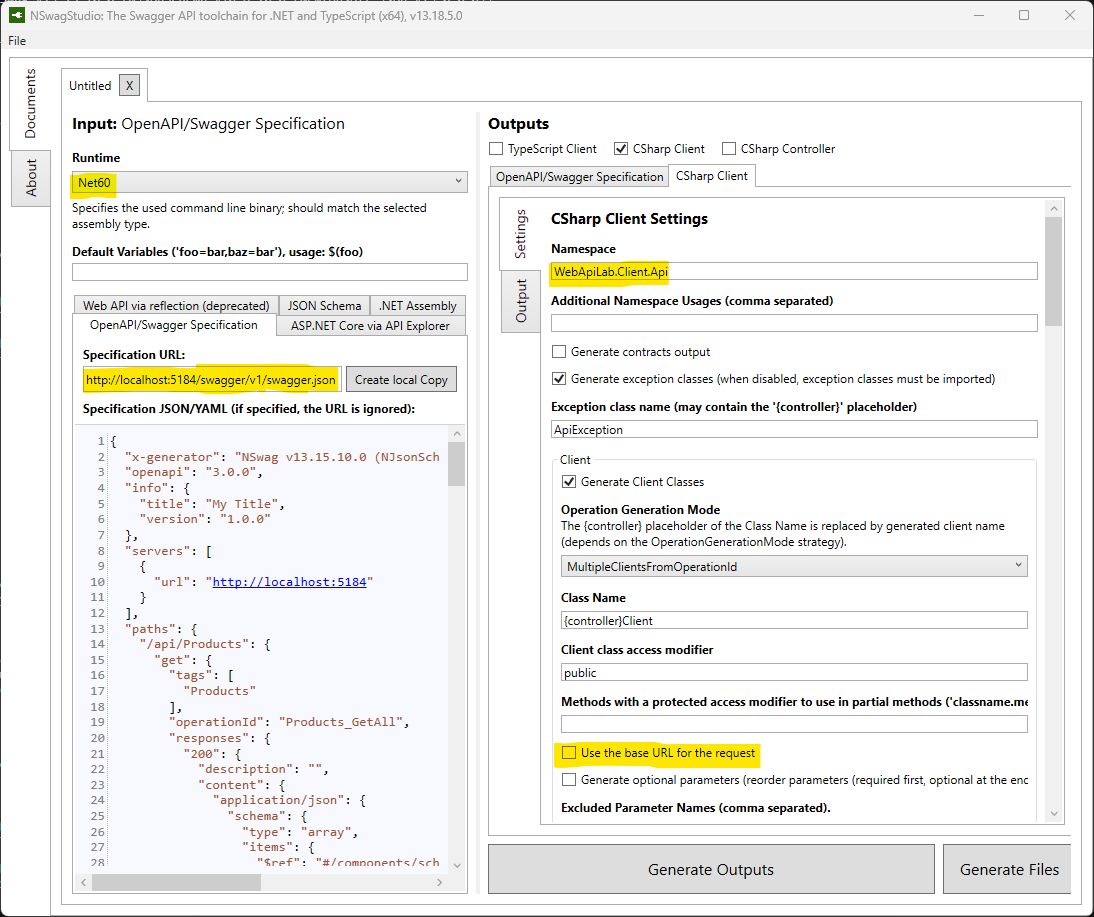 NSwagStudio: The Swagger API toolchain for .NET and TypeScript (x64), v13.18.5.0
File
Documents
About
Untitled X
Input: OpenAPI/Swagger Specification
Runtime
Net60
Specifies the used command line binary; should match the selected
assembly type.
Default Variables ('foo=bar,baz=bar'), usage: $(foo)
Web API via reflection (deprecated) JSON Schema .NET Assembly
OpenAPI/Swagger Specification ASP.NET Core via API Explorer
Specification URL:
http://localhost:5184/swagger/v1/swagger.json Create local Copy
Specification JSON/YAML (if specified, the URL is ignored):
1 {
2 "x-generator": "NSwag v13.15.10.0 (NJsonSch
3 "openapi": "3.0.0",
4 "info": {
5 "title": "My Title",
6 "version": "1.0.0"
7 },
8 "servers": [
9 {
10 "url": "http://localhost:5184"
11 }
12 ],
13 "paths": {
14 "/api/Products": {
15 "get": {
16 "tags": [
17 "Products"
18 ],
19 "operationId": "Products_GetAll",
20 "responses": {
21 "200": {
22 "description": "",
23 "content": {
24 "application/json": {
25 "schema": {
26 "type": "array",
27 "items": {
28 "$ref": "#/components/sch
Outputs
TypeScript Client CSharp Client CSharp Controller
OpenAPI/Swagger Specification CSharp Client
Settings
Output
CSharp Client Settings
Namespace
WebApiLab.Client.Api
Additional Namespace Usages (comma separated)
Generate contracts output
Generate exception classes (when disabled, exception classes must be imported)
Exception class name (may contain the '{controller}' placeholder)
ApiException
Client
Generate Client Classes
Operation Generation Mode
The {controller} placeholder of the Class Name is replaced by generated client name
(depends on the OperationGenerationMode strategy).
MultipleClientsFromOperationId
Class Name
{controller}Client
Client class access modifier
public
Methods with a protected access modifier to use in partial methods ('classname.me
Use the base URL for the request
Generate optional parameters (reorder parameters (required first, optional at the enc
Excluded Parameter Names (comma separated).
Generate Outputs Generate Files